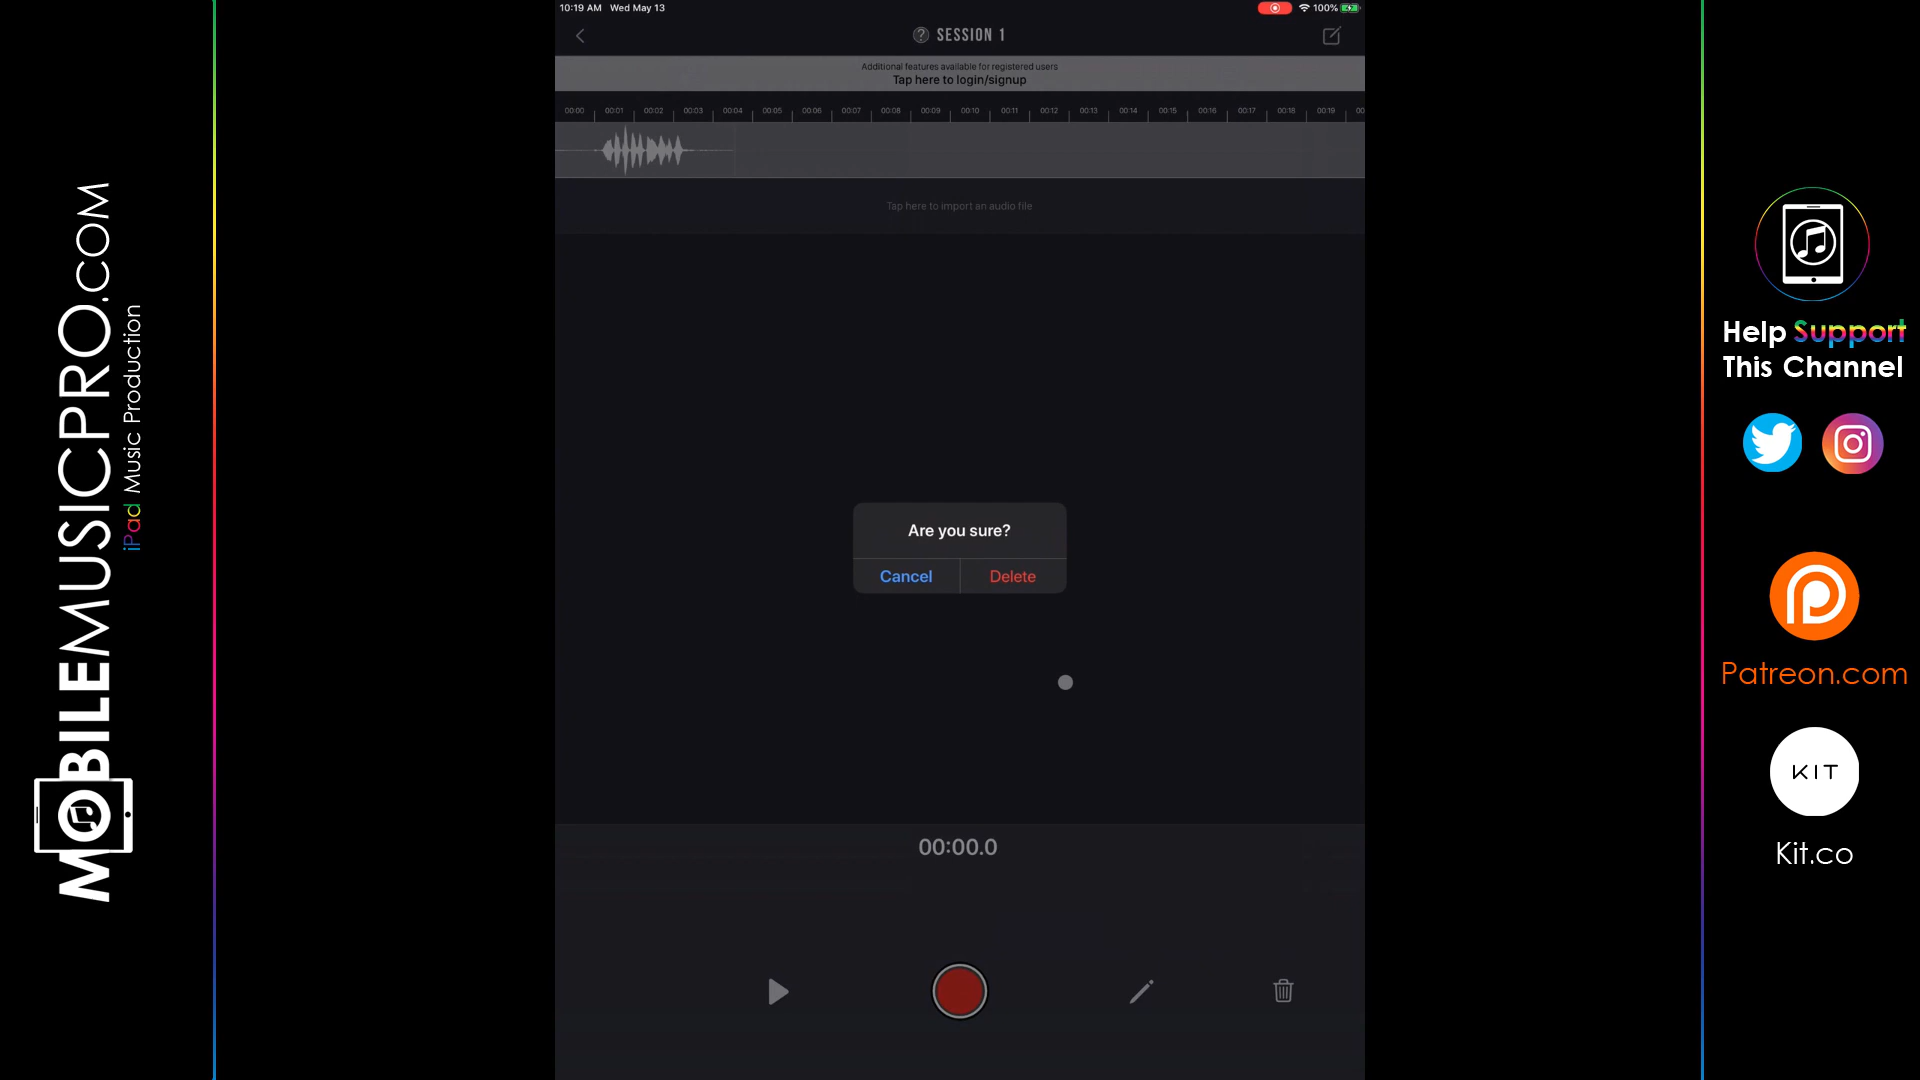 MOBILEMUSICPRO.COM
iPad Music Production
10:19 AM Wed May 13
100%
SESSION 1
Additional features available for registered users
Tap here to login/signup
00:00 00:01 00:02 00:03 00:04 00:05 00:06 00:07 00:08 00:09 00:10 00:11 00:12 00:13 00:14 00:15 00:16 00:17 00:18 00:19 00
Tap here to import an audio file
Are you sure?
Cancel Delete
00:00.0
Help Support
This Channel
Patreon.com
KIT
Kit.co